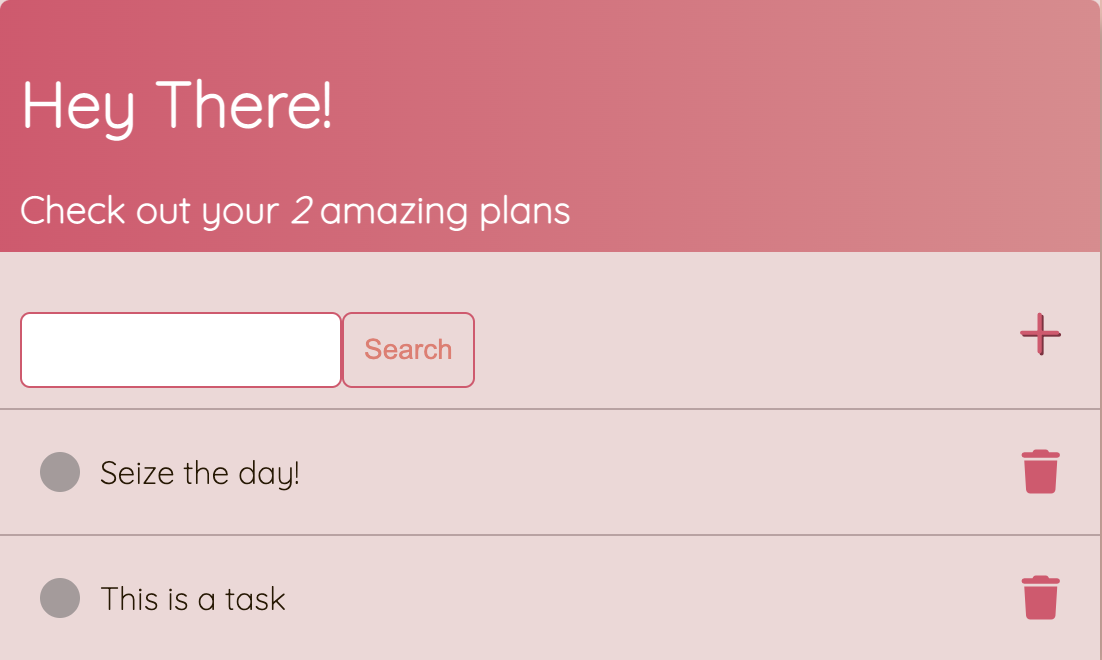 Hey There!
Check out your 2 amazing plans
Search
Seize the day!
This is a task